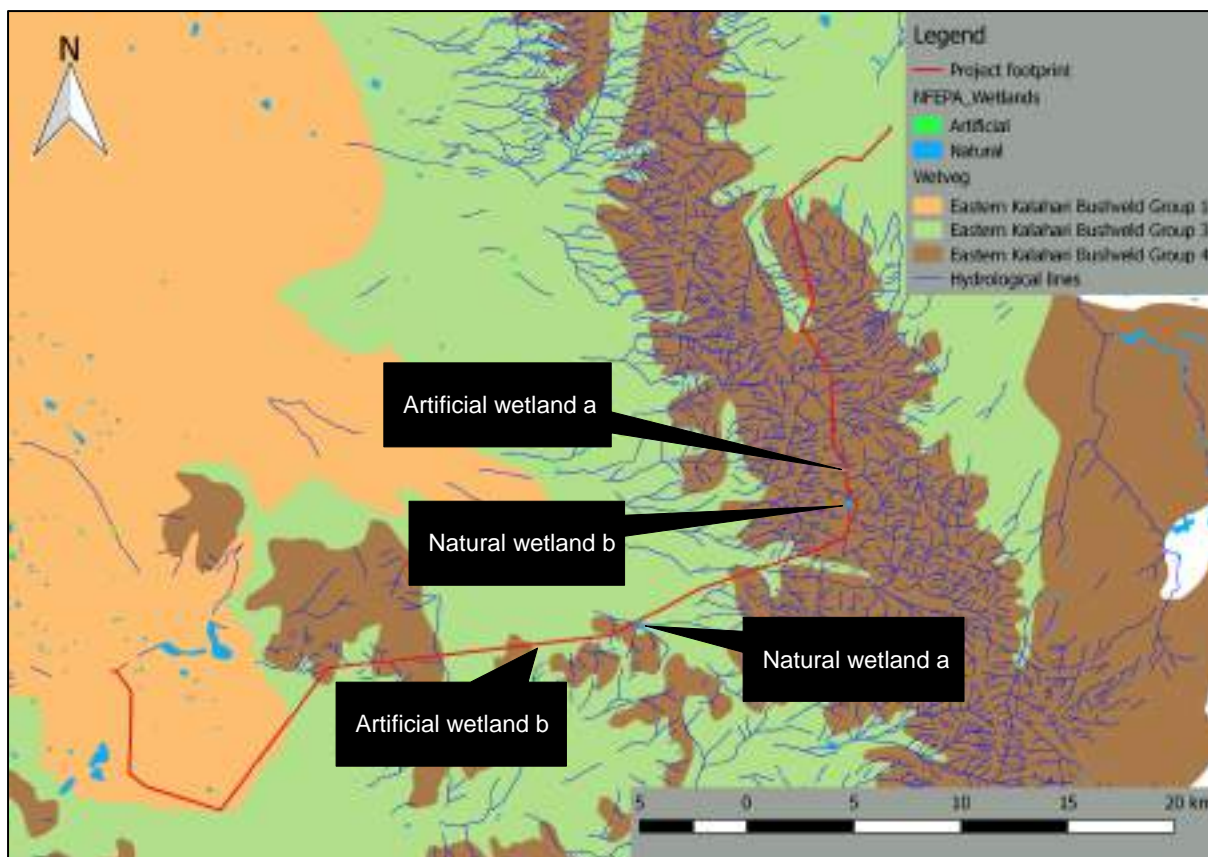 N
Legend
Project footprint
NFEPA_Wetlands
Artificial
Natural
Wetveg
Eastern Kalahari Bushveld Group 1
Eastern Kalahari Bushveld Group 3
Eastern Kalahari Bushveld Group 4
Hydrological lines
Artificial wetland a
Natural wetland b
Natural wetland a
Artificial wetland b
5 0 5 10 15 20 km